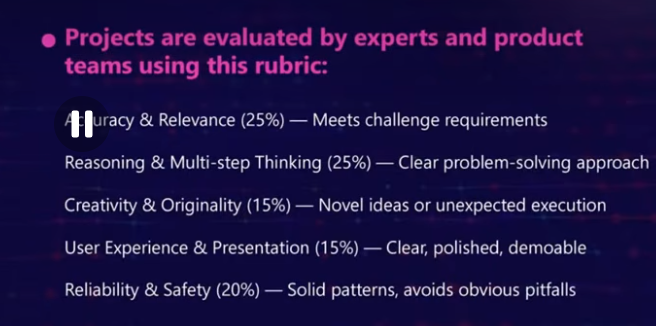 Projects are evaluated by experts and product
teams using this rubric:
Accuracy & Relevance (25%) — Meets challenge requirements
Reasoning & Multi-step Thinking (25%) — Clear problem-solving approach
Creativity & Originality (15%) — Novel ideas or unexpected execution
User Experience & Presentation (15%) — Clear, polished, demoable
Reliability & Safety (20%) — Solid patterns, avoids obvious pitfalls